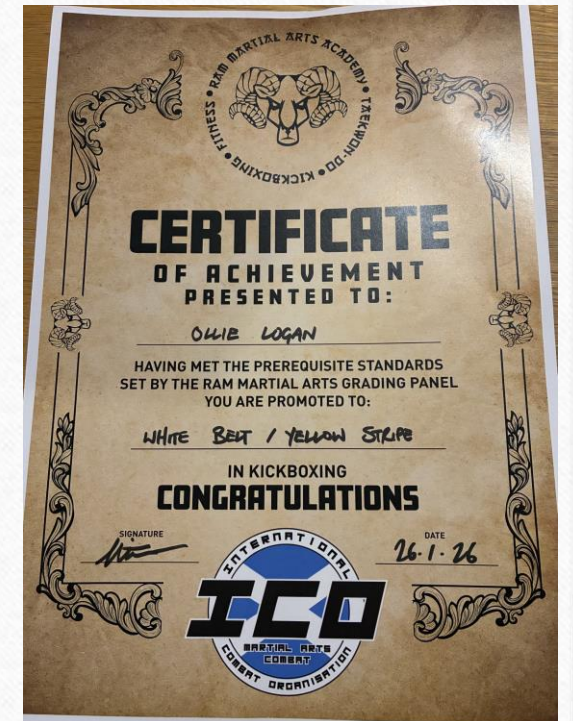 RAM MARTIAL ARTS ACADEMY • TAEKWON-DO • KICKBOXING • FITNESS •
CERTIFICATE
OF ACHIEVEMENT
PRESENTED TO:
OLLIE LOGAN
HAVING MET THE PREREQUISITE STANDARDS
SET BY THE RAM MARTIAL ARTS GRADING PANEL
YOU ARE PROMOTED TO:
WHITE BELT / YELLOW STRIPE
IN KICKBOXING
CONGRATULATIONS
SIGNATURE
DATE
26.1.26
INTERNATIONAL
ICO
MARTIAL ARTS
COMBAT
COMBAT ORGANISATION